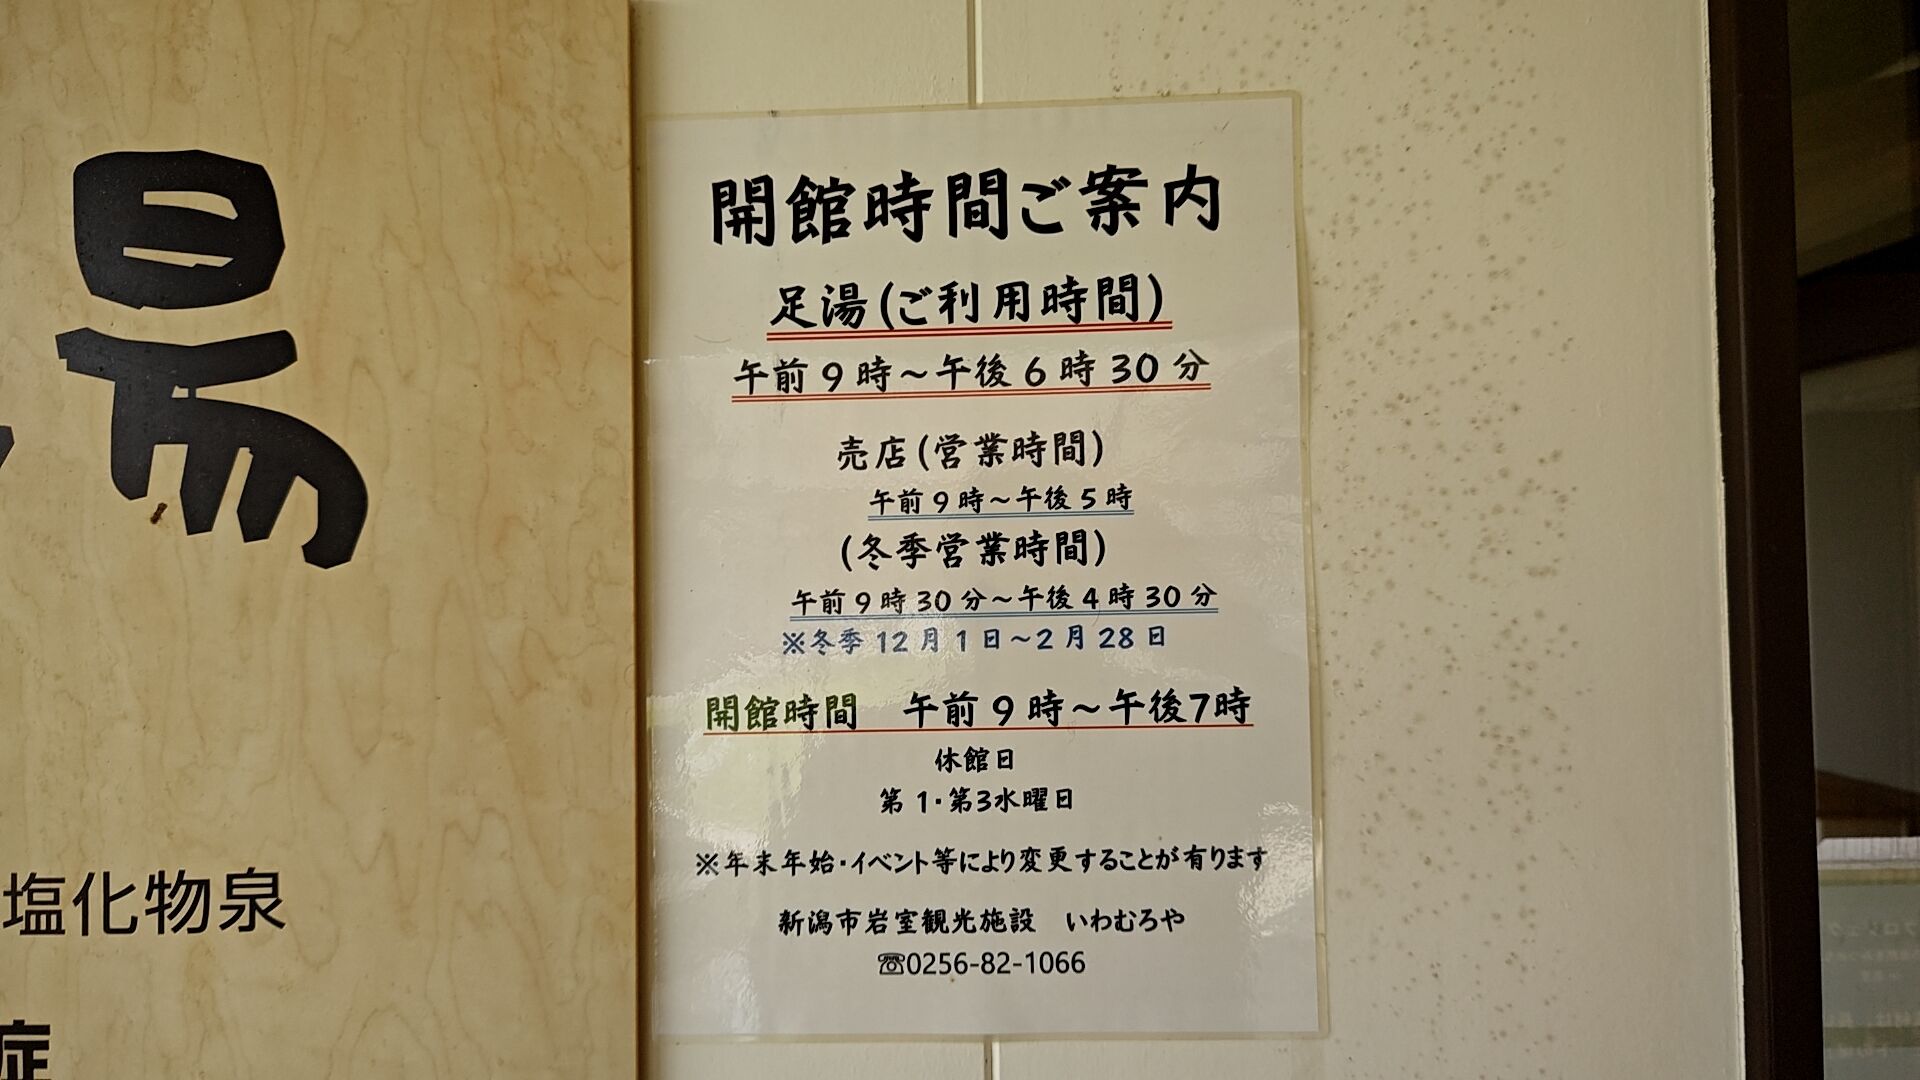 湯
塩化物泉
症
開館時間ご案内
足湯(ご利用時間)
午前9時~午後6時30分
売店(営業時間)
午前9時~午後5時
(冬季営業時間)
午前9時30分~午後4時30分
※冬季12月1日~2月28日
開館時間　午前9時~午後7時
休館日
第1・第3水曜日
※年末年始・イベント等により変更することが有ります
新潟市岩室観光施設　いわむろや
☏0256-82-1066